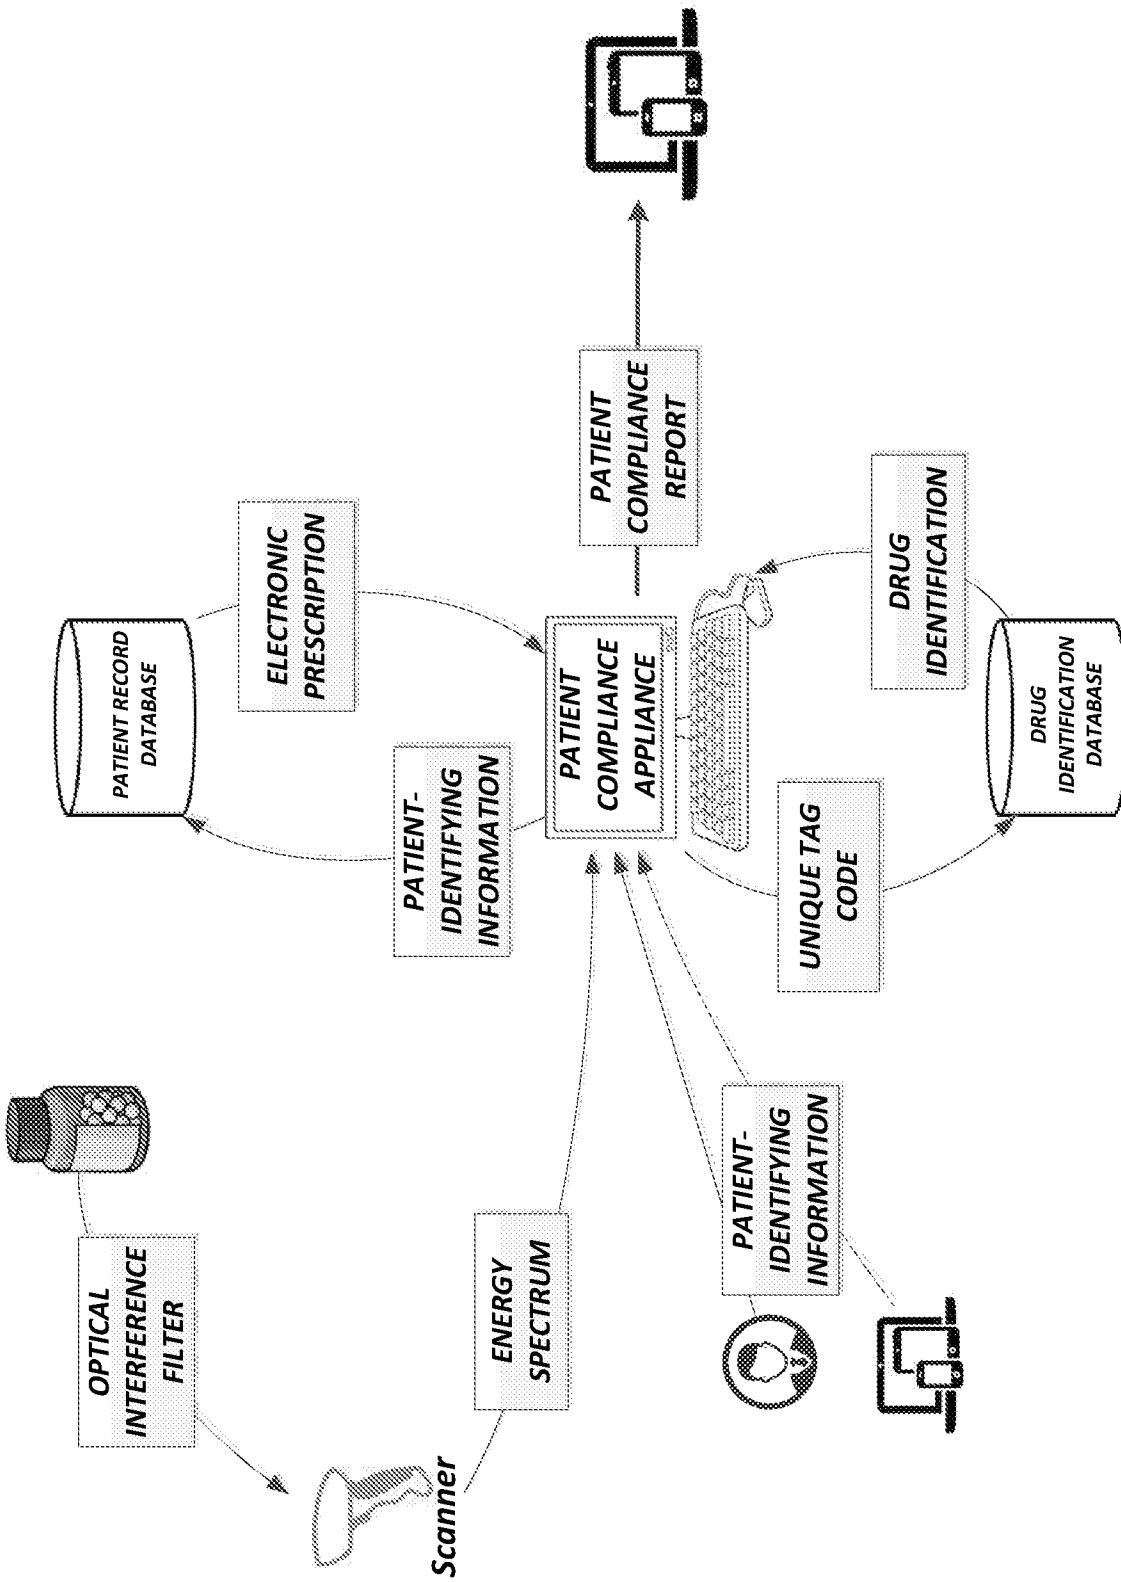 OPTICAL
INTERFERENCE
FILTER
Scanner
ENERGY
SPECTRUM
PATIENT-
IDENTIFYING
INFORMATION
PATIENT RECORD
DATABASE
PATIENT-
IDENTIFYING
INFORMATION
ELECTRONIC
PRESCRIPTION
PATIENT
COMPLIANCE
APPLIANCE
UNIQUE TAG
CODE
DRUG
IDENTIFICATION
DATABASE
DRUG
IDENTIFICATION
PATIENT
COMPLIANCE
REPORT